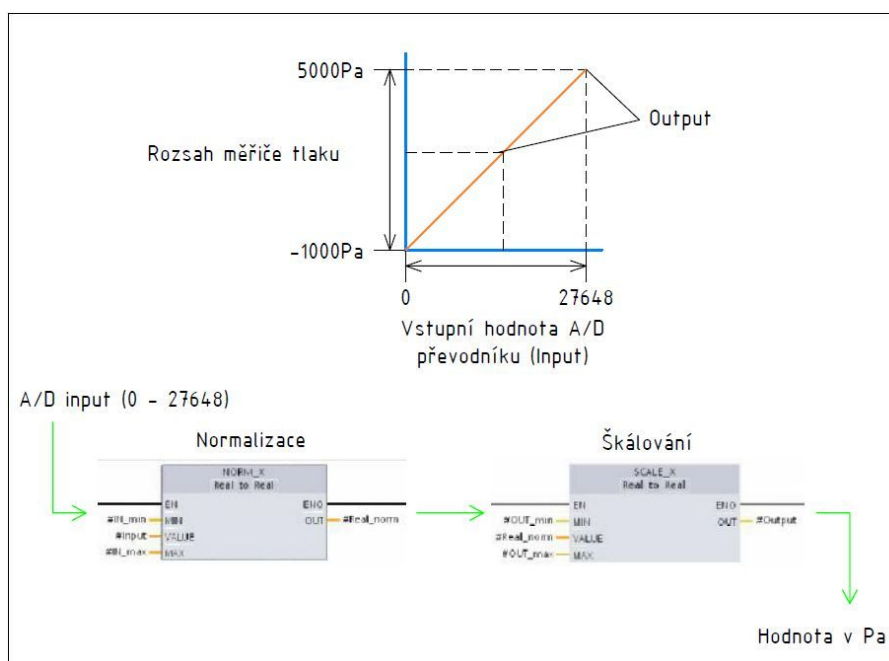 5000Pa
Output
Rozsah měřiče tlaku
-1000Pa
0
27648
Vstupní hodnota A/D
převodníku (Input)
A/D input (0 - 27648)
Normalizace
NORM_X
Real to Real
EN
ENO
#IN_min
MIN
OUT
#Real_norm
#Input
VALUE
#IN_max
MAX
Škálování
SCALE_X
Real to Real
EN
ENO
#OUT_min
MIN
OUT
#Output
#Real_norm
VALUE
#OUT_max
MAX
Hodnota v Pa